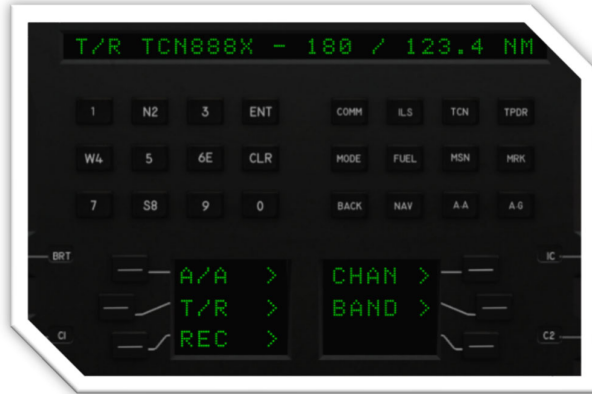 T/R TCN888X - 180 / 123.4 NM
1 N2 3 ENT COMM ILS TCN TPDR
W4 5 6E CLR MODE FUEL MSN MRK
7 S8 9 0 BACK NAV A-A A-G
BRT IC
A/A > CHAN >
T/R > BAND >
REC >
CI C2